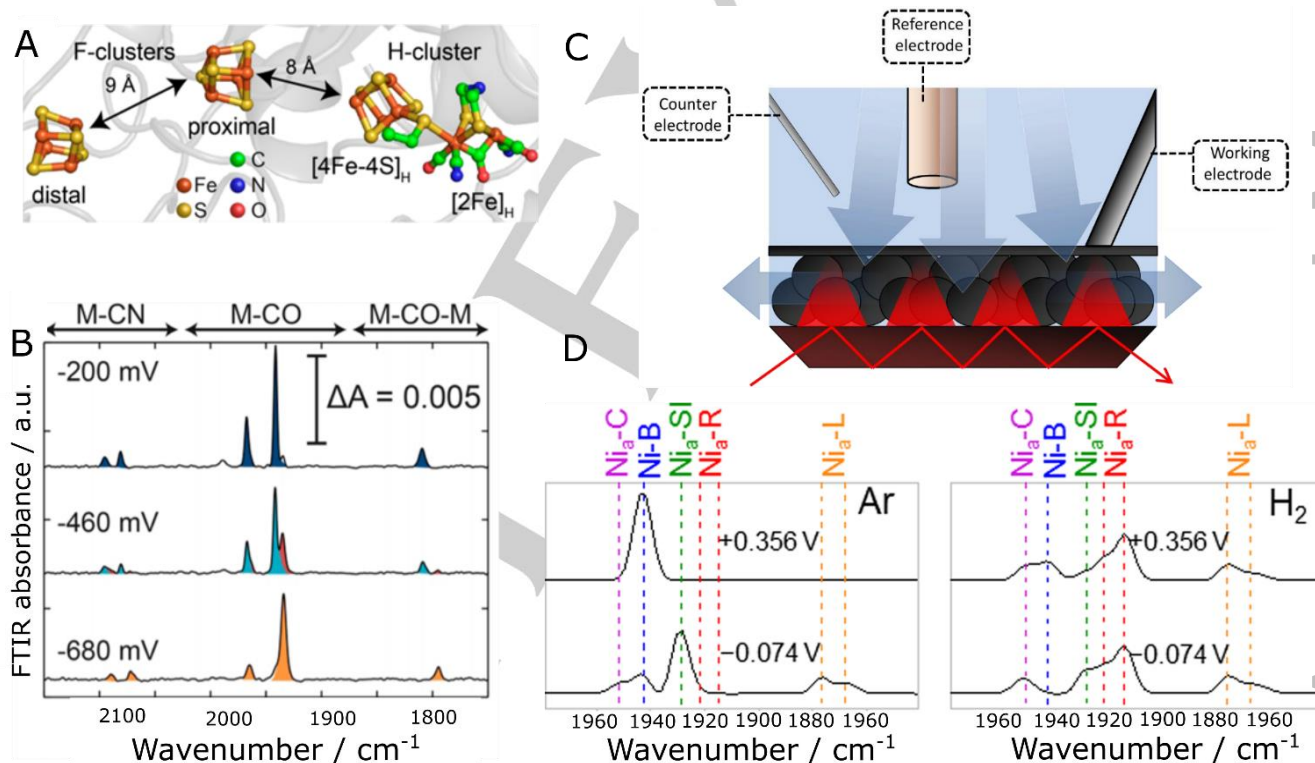 A
F-clusters
H-cluster
9 Å
8 Å
proximal
distal
[4Fe-4S]H
[2Fe]H
C
Fe
N
S
O
C
Reference
electrode
Counter
electrode
Working
electrode
B
M-CN
M-CO
M-CO-M
-200 mV
ΔA = 0.005
-460 mV
-680 mV
FTIR absorbance / a.u.
2100
2000
1900
1800
Wavenumber / cm-1
D
Nia-C
Ni-B
Nia-SI
Nia-R
Nia-L
Ar
+0.356 V
−0.074 V
1960
1940
1920
1900
1880
1960
Wavenumber / cm-1
Nia-C
Ni-B
Nia-SI
Nia-R
Nia-L
H2
+0.356 V
−0.074 V
1960
1940
1920
1900
1880
1960
Wavenumber / cm-1